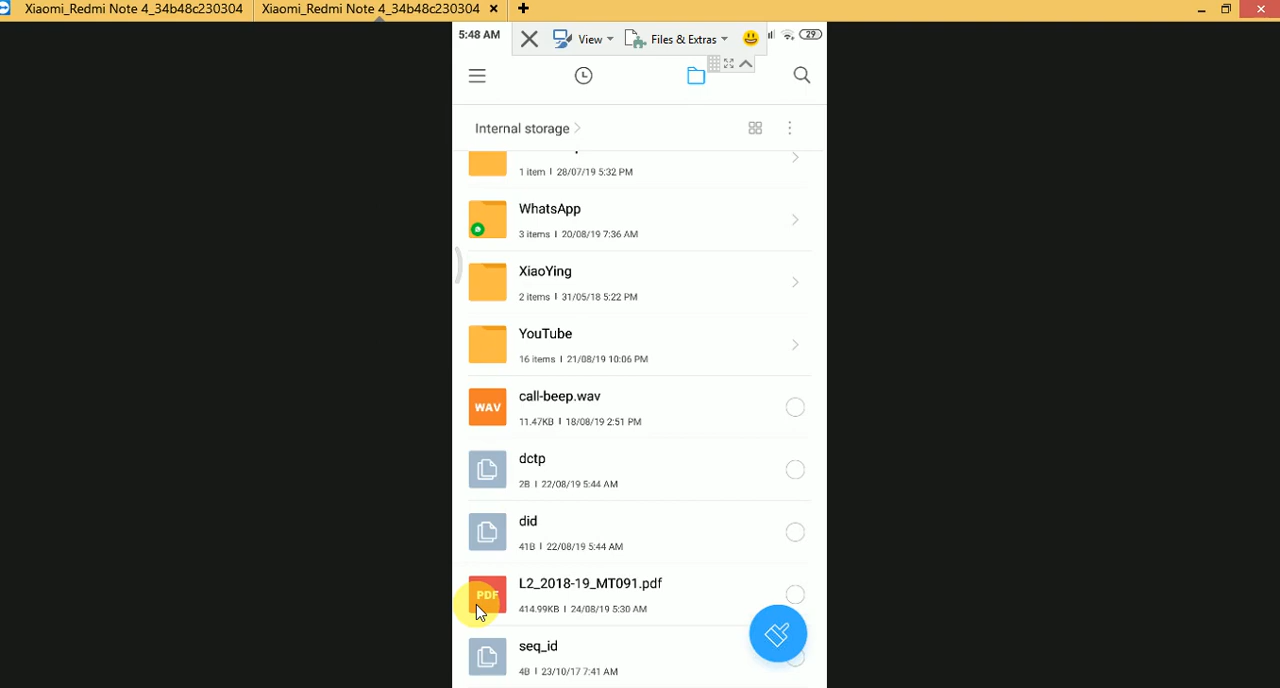 Xiaomi_Redmi Note 4_34b48c230304 Xiaomi_Redmi Note 4_34b48c230304
5:48 AM View Files & Extras 29
Internal storage
1 item 28/07/19 5:32 PM
WhatsApp
3 items 20/08/19 7:36 AM
XiaoYing
2 items 31/05/18 5:22 PM
YouTube
16 items 21/08/19 10:06 PM
WAV call-beep.wav
11.47KB 18/08/19 2:51 PM
dctp
2B 22/08/19 5:44 AM
did
41B 22/08/19 5:44 AM
PDF L2_2018-19_MT091.pdf
414.99KB 24/08/19 5:30 AM
seq_id
4B 23/10/17 7:41 AM